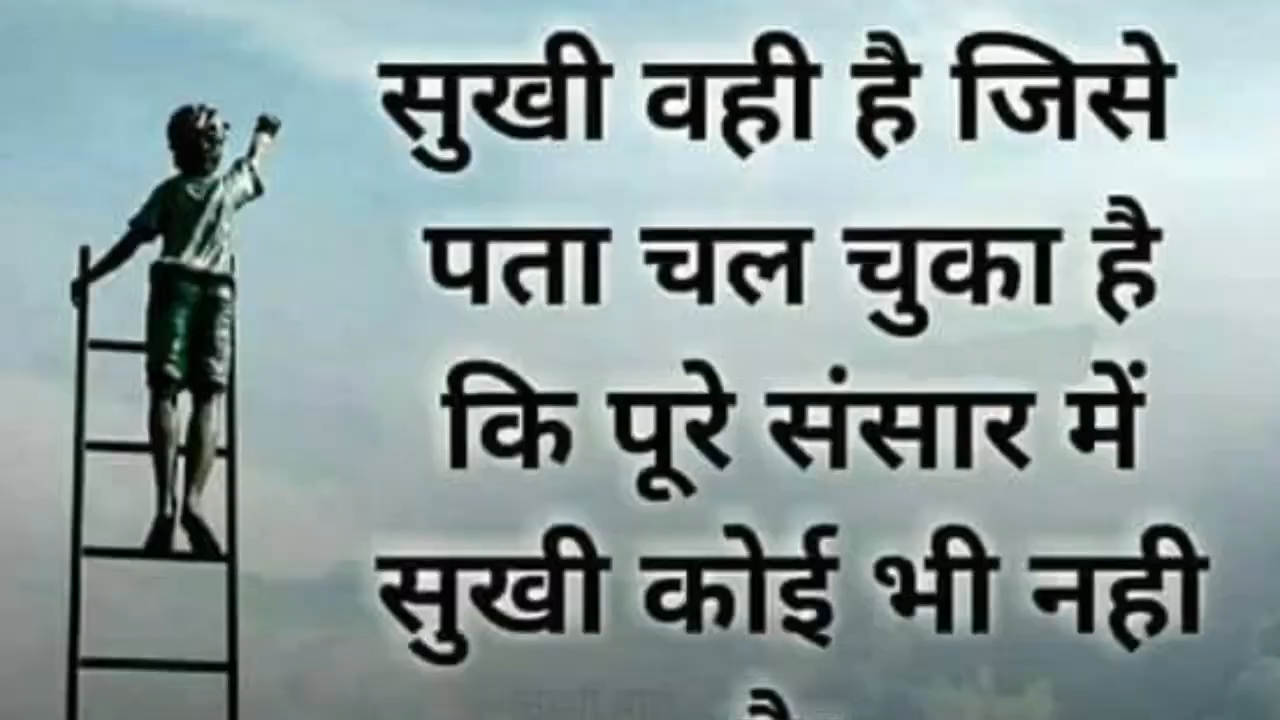 सुखी वही है जिसे
पता चल चुका है
कि पूरे संसार में
सुखी कोई भी नही